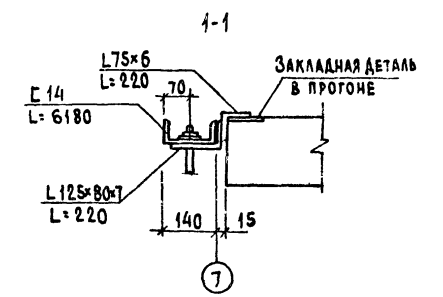 1-1
L75×6
L=220
70
ЗАКЛАДНАЯ ДЕТАЛЬ
В ПРОГОНЕ
[ 14
L=6180
L125×80×7
L=220
140
15
7